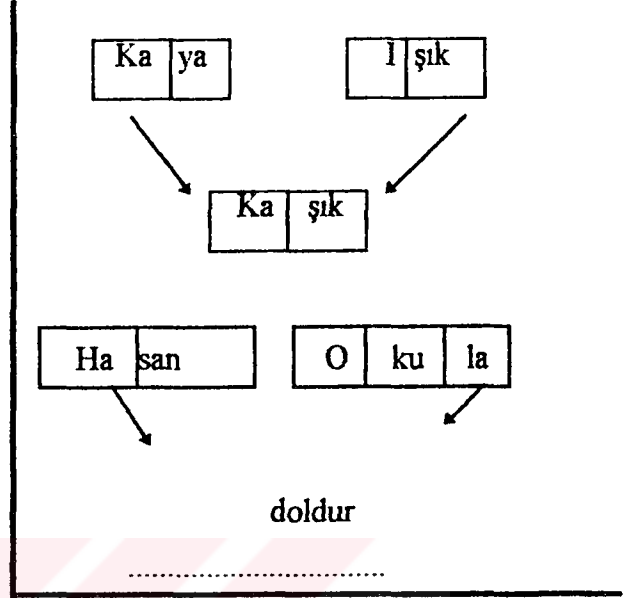 Ka ya I şık
Ka şık
Ha san O ku la
doldur
..............................................